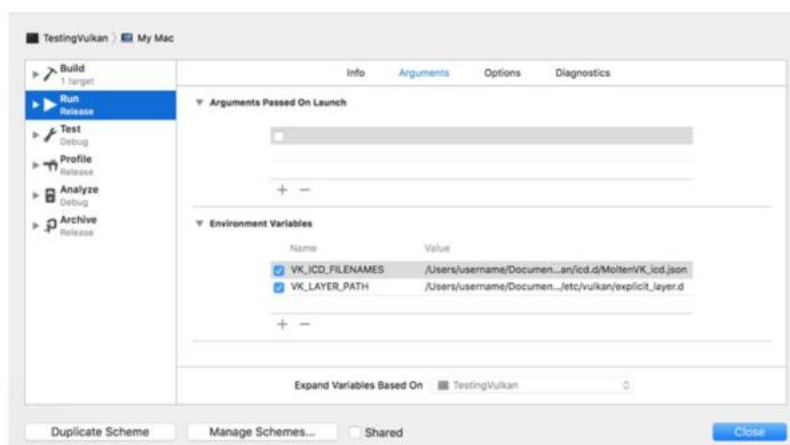 TestingVulkan 〉 My Mac
Build
1 target
Run
Release
Test
Debug
Profile
Release
Analyze
Debug
Archive
Release
Info Arguments Options Diagnostics
Arguments Passed On Launch
+ −
Environment Variables
Name Value
VK_ICD_FILENAMES /Users/username/Documen...an/icd.d/MoltenVK_icd.json
VK_LAYER_PATH /Users/username/Documen.../etc/vulkan/explicit_layer.d
+ −
Expand Variables Based On TestingVulkan
Duplicate Scheme Manage Schemes... Shared Close